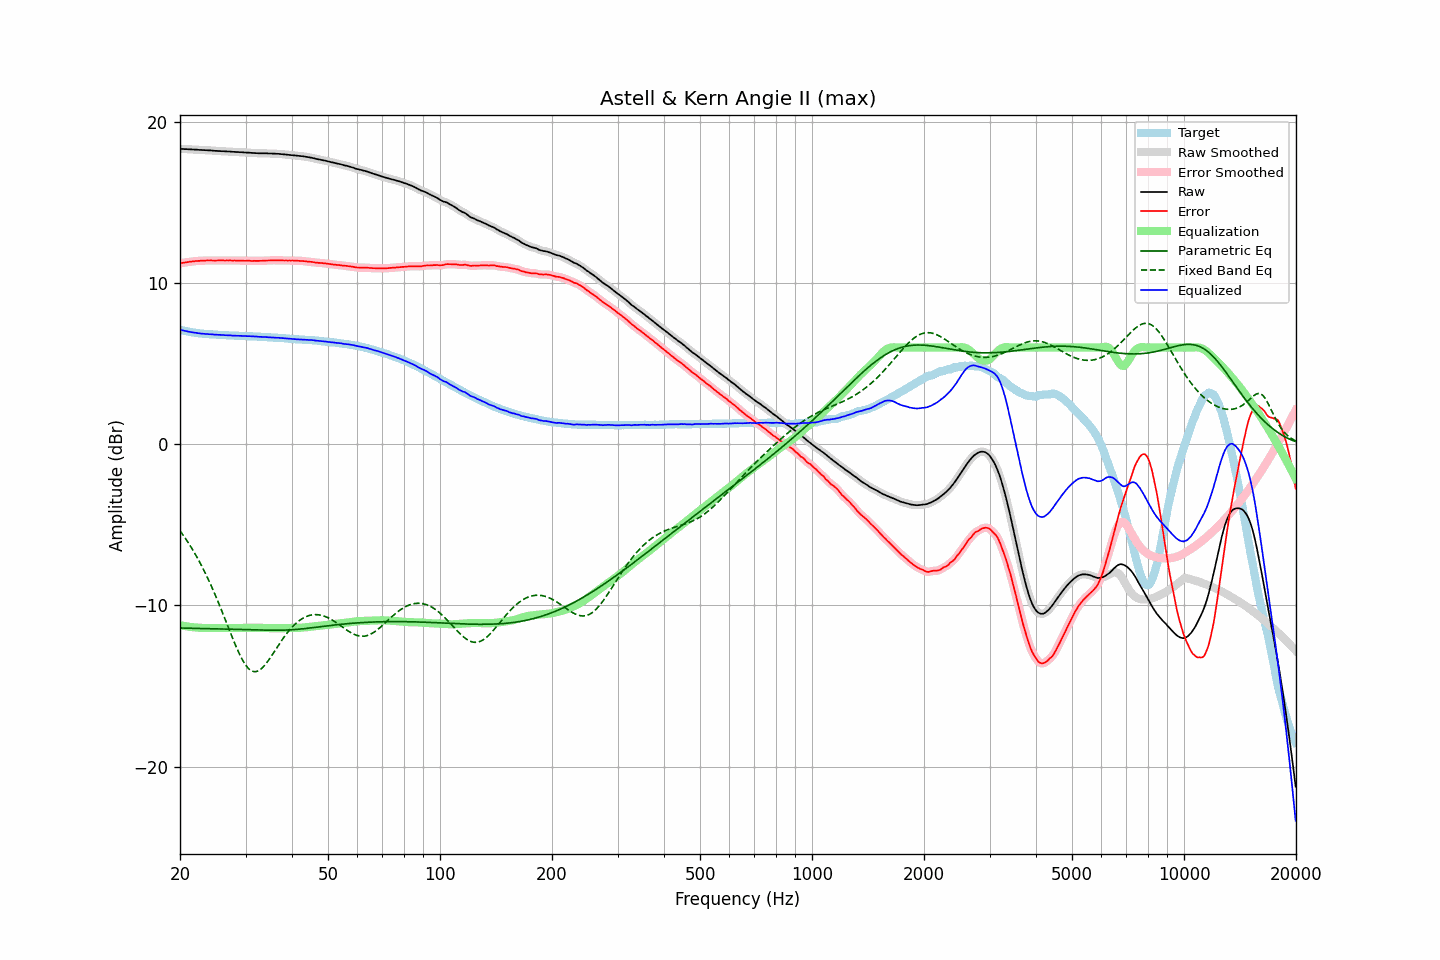 Astell & Kern Angie II (max)
Amplitude (dBr)
20
10
0
−10
−20
Target
Raw Smoothed
Error Smoothed
Raw
Error
Equalization
Parametric Eq
Fixed Band Eq
Equalized
20 50 100 200 500 1000 2000 5000 10000 20000
Frequency (Hz)